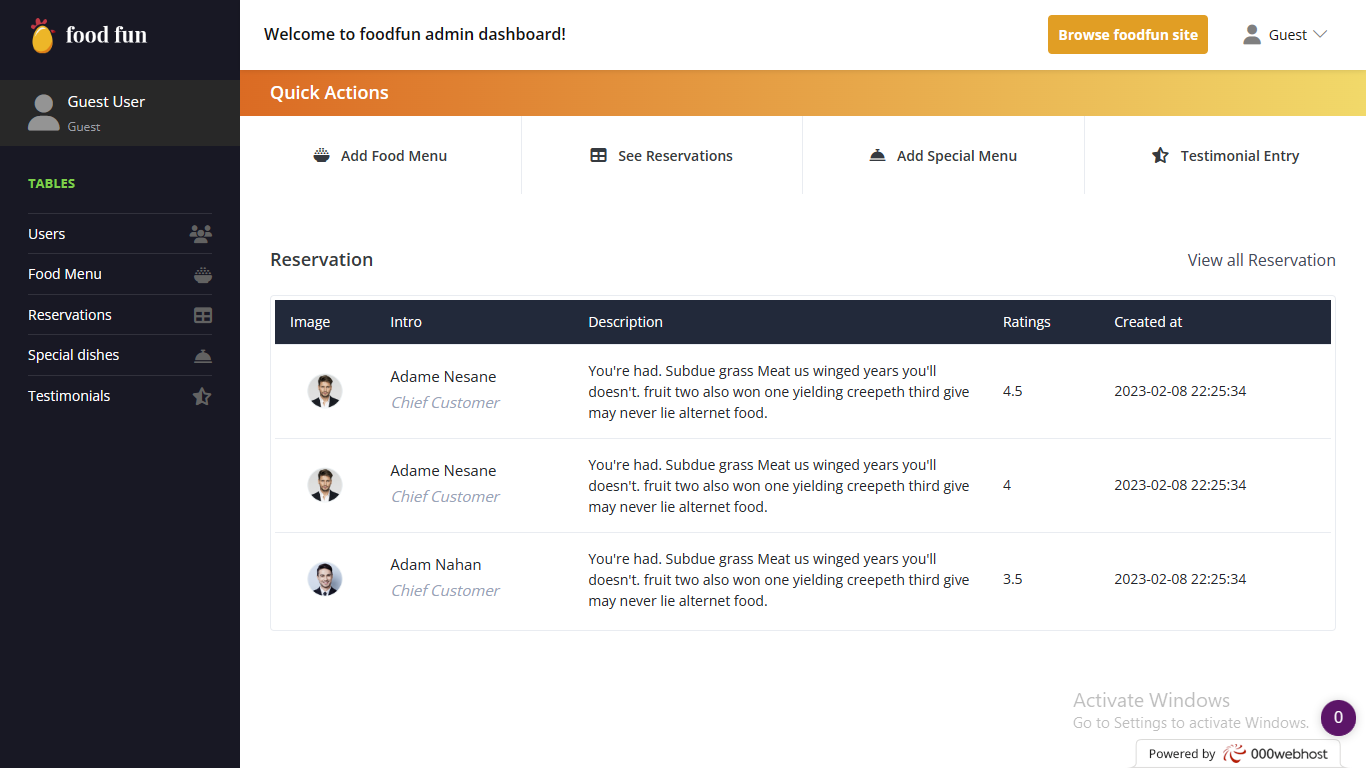 food fun
Welcome to foodfun admin dashboard!
Browse foodfun site
Guest
Guest User
Guest
TABLES
Users
Food Menu
Reservations
Special dishes
Testimonials
Quick Actions
Add Food Menu
See Reservations
Add Special Menu
Testimonial Entry
Reservation
View all Reservation
Image Intro Description Ratings Created at
Adame Nesane
Chief Customer
You're had. Subdue grass Meat us winged years you'll
doesn't. fruit two also won one yielding creepeth third give
may never lie alternet food.
4.5
2023-02-08 22:25:34
Adame Nesane
Chief Customer
You're had. Subdue grass Meat us winged years you'll
doesn't. fruit two also won one yielding creepeth third give
may never lie alternet food.
4
2023-02-08 22:25:34
Adam Nahan
Chief Customer
You're had. Subdue grass Meat us winged years you'll
doesn't. fruit two also won one yielding creepeth third give
may never lie alternet food.
3.5
2023-02-08 22:25:34
Activate Windows
Go to Settings to activate Windows.
0
Powered by 000webhost